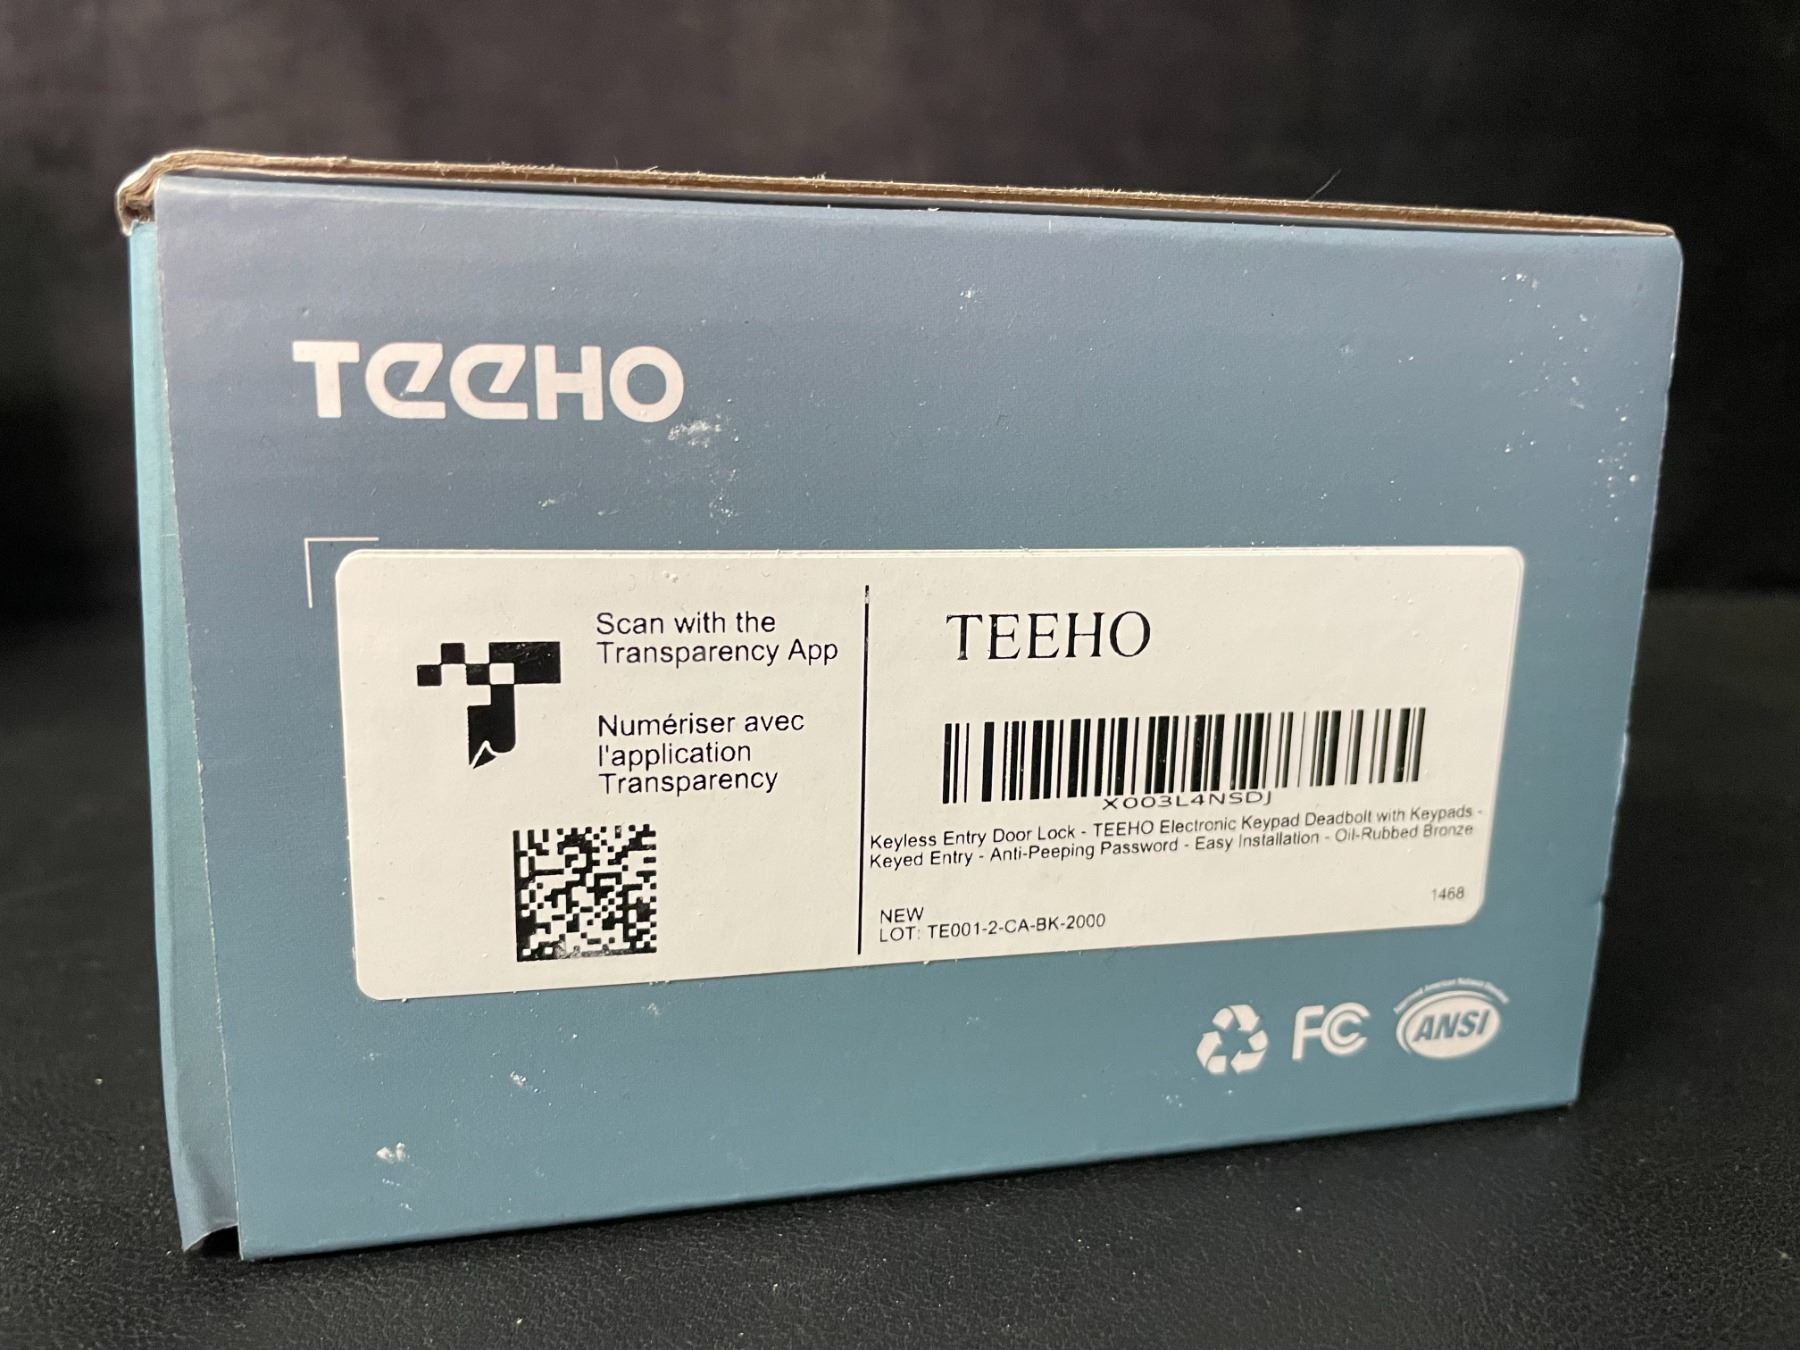 TEEHO
Scan with the
Transparency App
Numériser avec
l'application
Transparency
TEEHO
X003L4NSDJ
Keyless Entry Door Lock - TEEHO Electronic Keypad Deadbolt with Keypads -
Keyed Entry - Anti-Peeping Password - Easy Installation - Oil-Rubbed Bronze
1468
NEW
LOT: TE001-2-CA-BK-2000
FC
ANSI